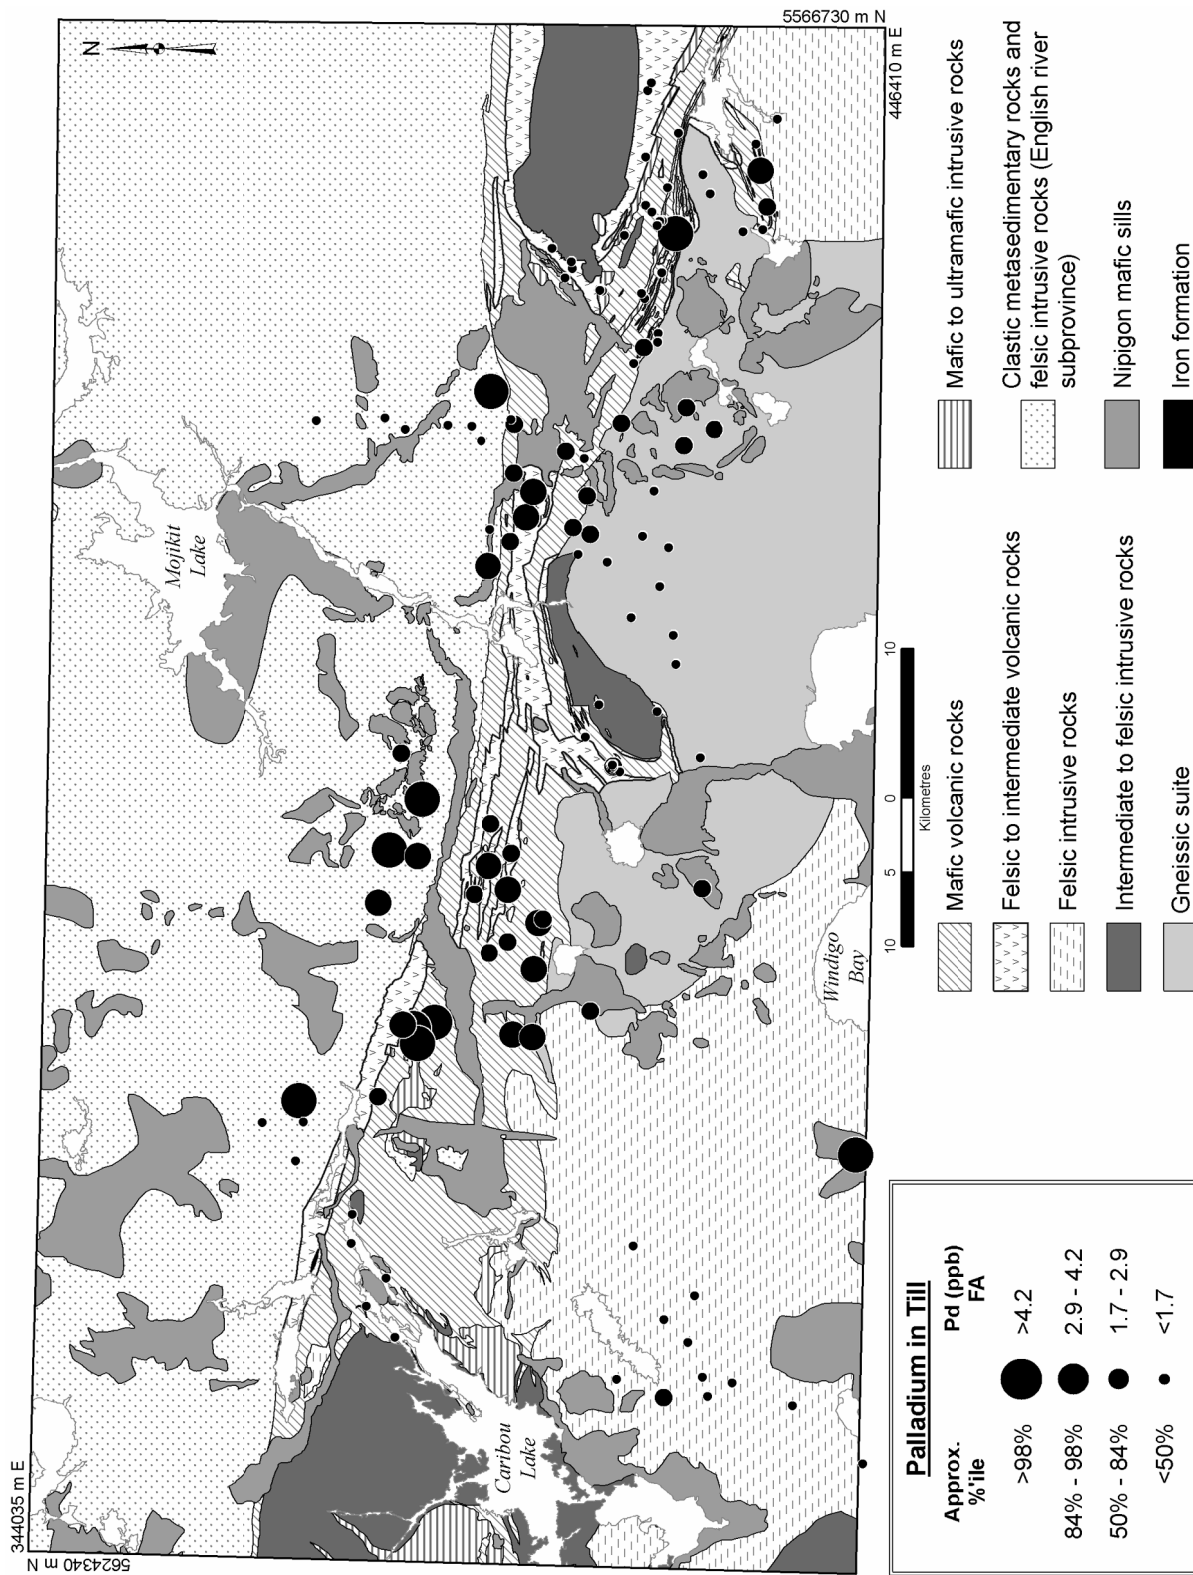 344035 m E
5624340 m N
5566730 m N
446410 m E
N
Mojikit
Lake
Caribou
Lake
Windigo
Bay
10
5
0
10
Kilometres
Palladium in Till
Approx.
%'ile
Pd (ppb)
FA
>98%
>4.2
84% - 98%
2.9 - 4.2
50% - 84%
1.7 - 2.9
<50%
<1.7
Mafic volcanic rocks
Felsic to intermediate volcanic rocks
Felsic intrusive rocks
Intermediate to felsic intrusive rocks
Gneissic suite
Mafic to ultramafic intrusive rocks
Clastic metasedimentary rocks and
felsic intrusive rocks (English river
subprovince)
Nipigon mafic sills
Iron formation